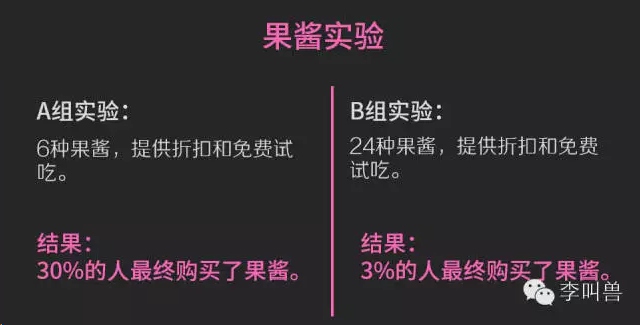 果酱实验
A组实验：
6种果酱，提供折扣和免费试
吃。
结果：
30%的人最终购买了果酱。
B组实验：
24种果酱，提供折扣和免费
试吃。
结果：
3%的人最终购买了果酱。
李叫兽